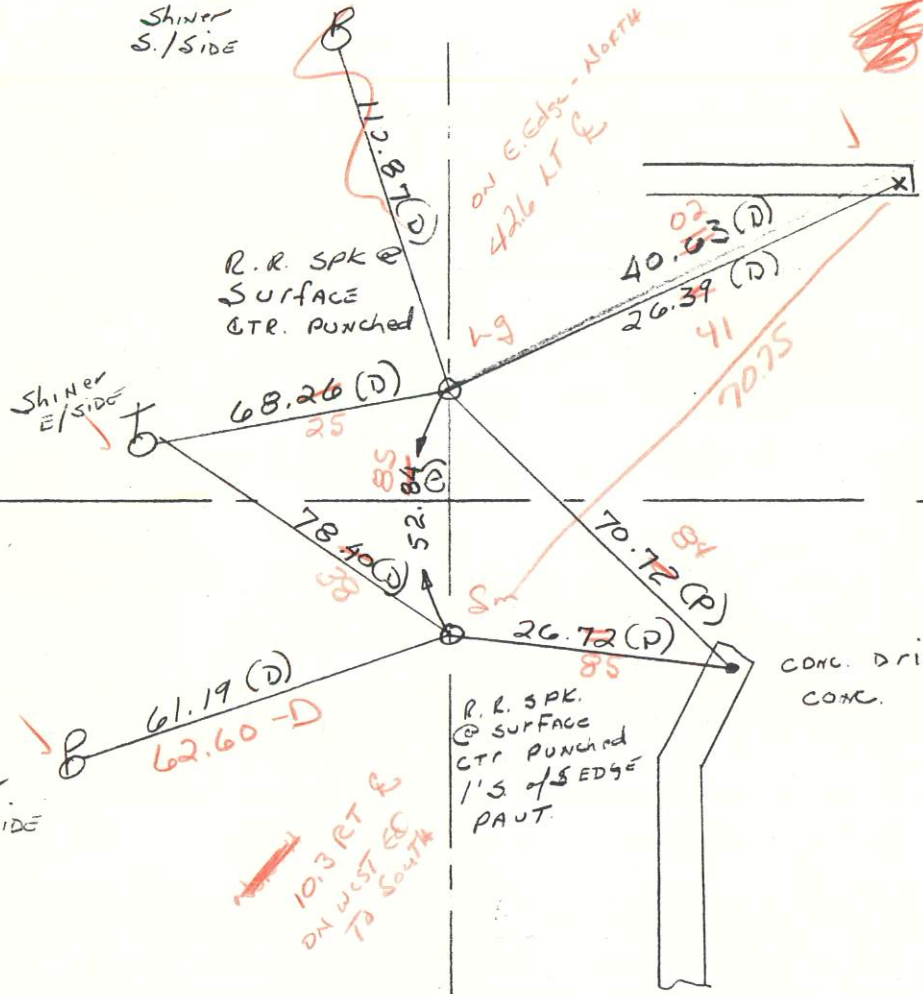 Shiner
S./SIDE
P
112.87(D)
ON E. Edge - NORTH
42.6 LT ℄
R.R. SPK @
SURFACE
CTR. PUNCHED
02
40.03 (D)
26.39 (D)
41
70.75
Lg
Shiner
E/SIDE
T
68.26 (D)
25
85
52.84
78.40(D)
38
84
70.72 (P)
Sm
26.72 (P)
85
CONC. Dri
CONC.
61.19 (D)
62.60 -D
P
IDE
R.R. SPK.
@ SURFACE
CTR PUNCHED
1'S. of S EDGE
PAVT.
10.3 RT ℄
ON WEST
TO SOUTH